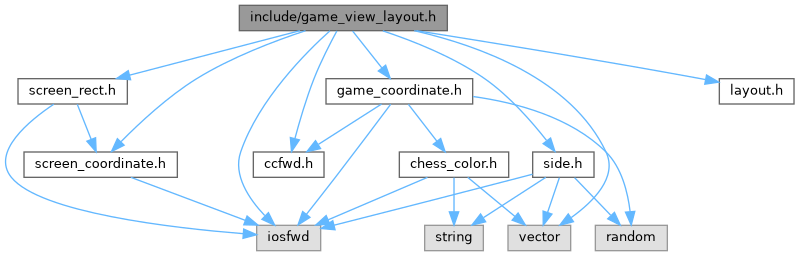 include/game_view_layout.h
screen_rect.h
game_coordinate.h
layout.h
screen_coordinate.h
ccfwd.h
chess_color.h
side.h
iosfwd
string
vector
random